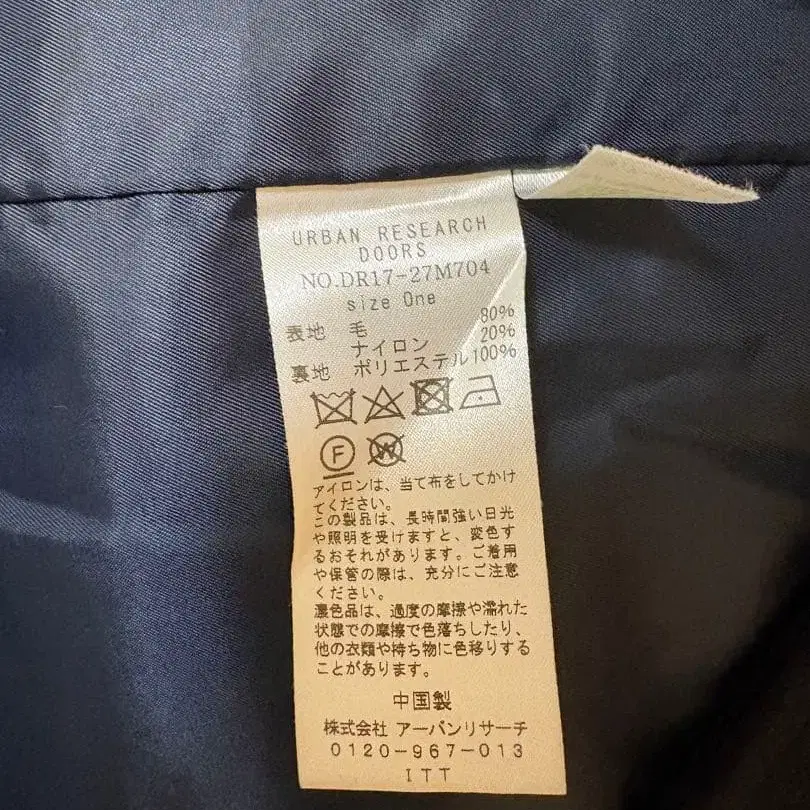 URBAN RESEARCH
DOORS
NO.DR17-27M704
size One
表地 毛 80%
ナイロン 20%
裏地 ポリエステル100%
F W
アイロンは、当て布をしてかけ
てください。
この製品は、長時間強い日光
や照明を受けますと、変色す
るおそれがあります。ご着用
や保管の際は、充分にご注意
ください。
濃色品は、過度の摩擦や濡れた
状態での摩擦で色落ちしたり、
他の衣類や持ち物に色移りする
ことがあります。
中国製
株式会社 アーバンリサーチ
0120-967-013
ITT